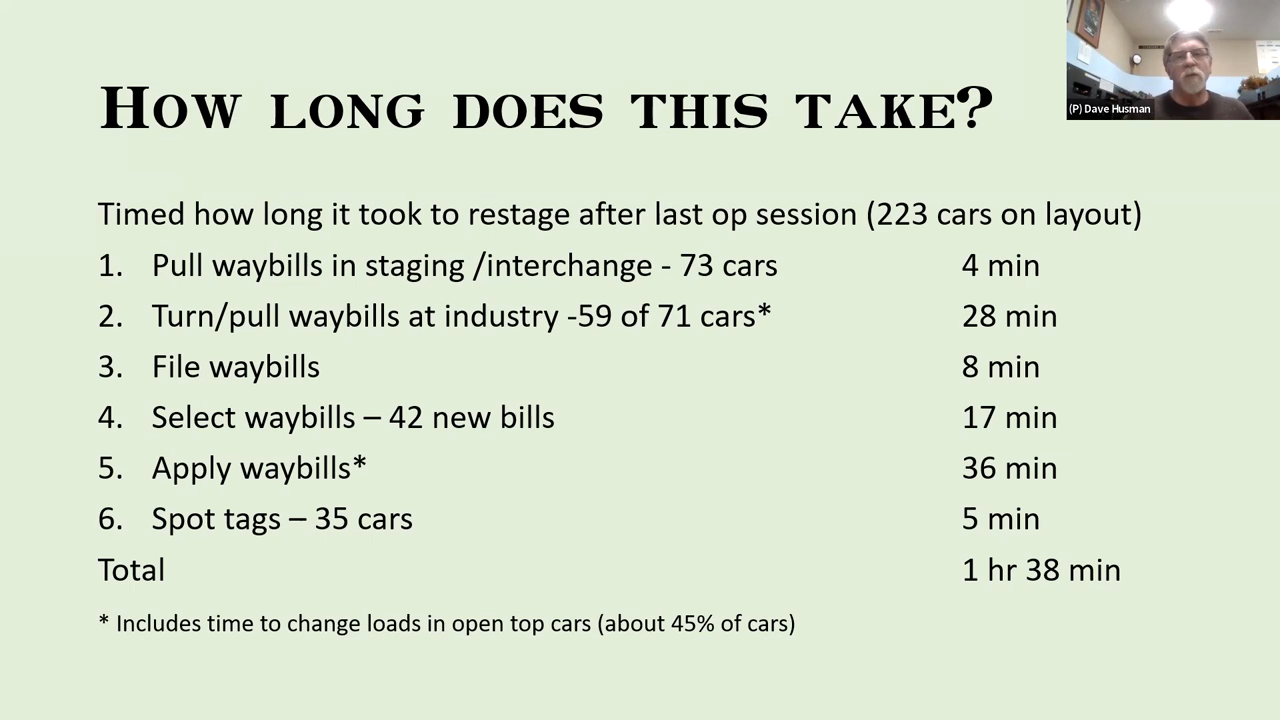 (P) Dave Husman
How long does this take?
Timed how long it took to restage after last op session (223 cars on layout)
1. Pull waybills in staging /interchange - 73 cars 4 min
2. Turn/pull waybills at industry -59 of 71 cars* 28 min
3. File waybills 8 min
4. Select waybills – 42 new bills 17 min
5. Apply waybills* 36 min
6. Spot tags – 35 cars 5 min
Total 1 hr 38 min
* Includes time to change loads in open top cars (about 45% of cars)